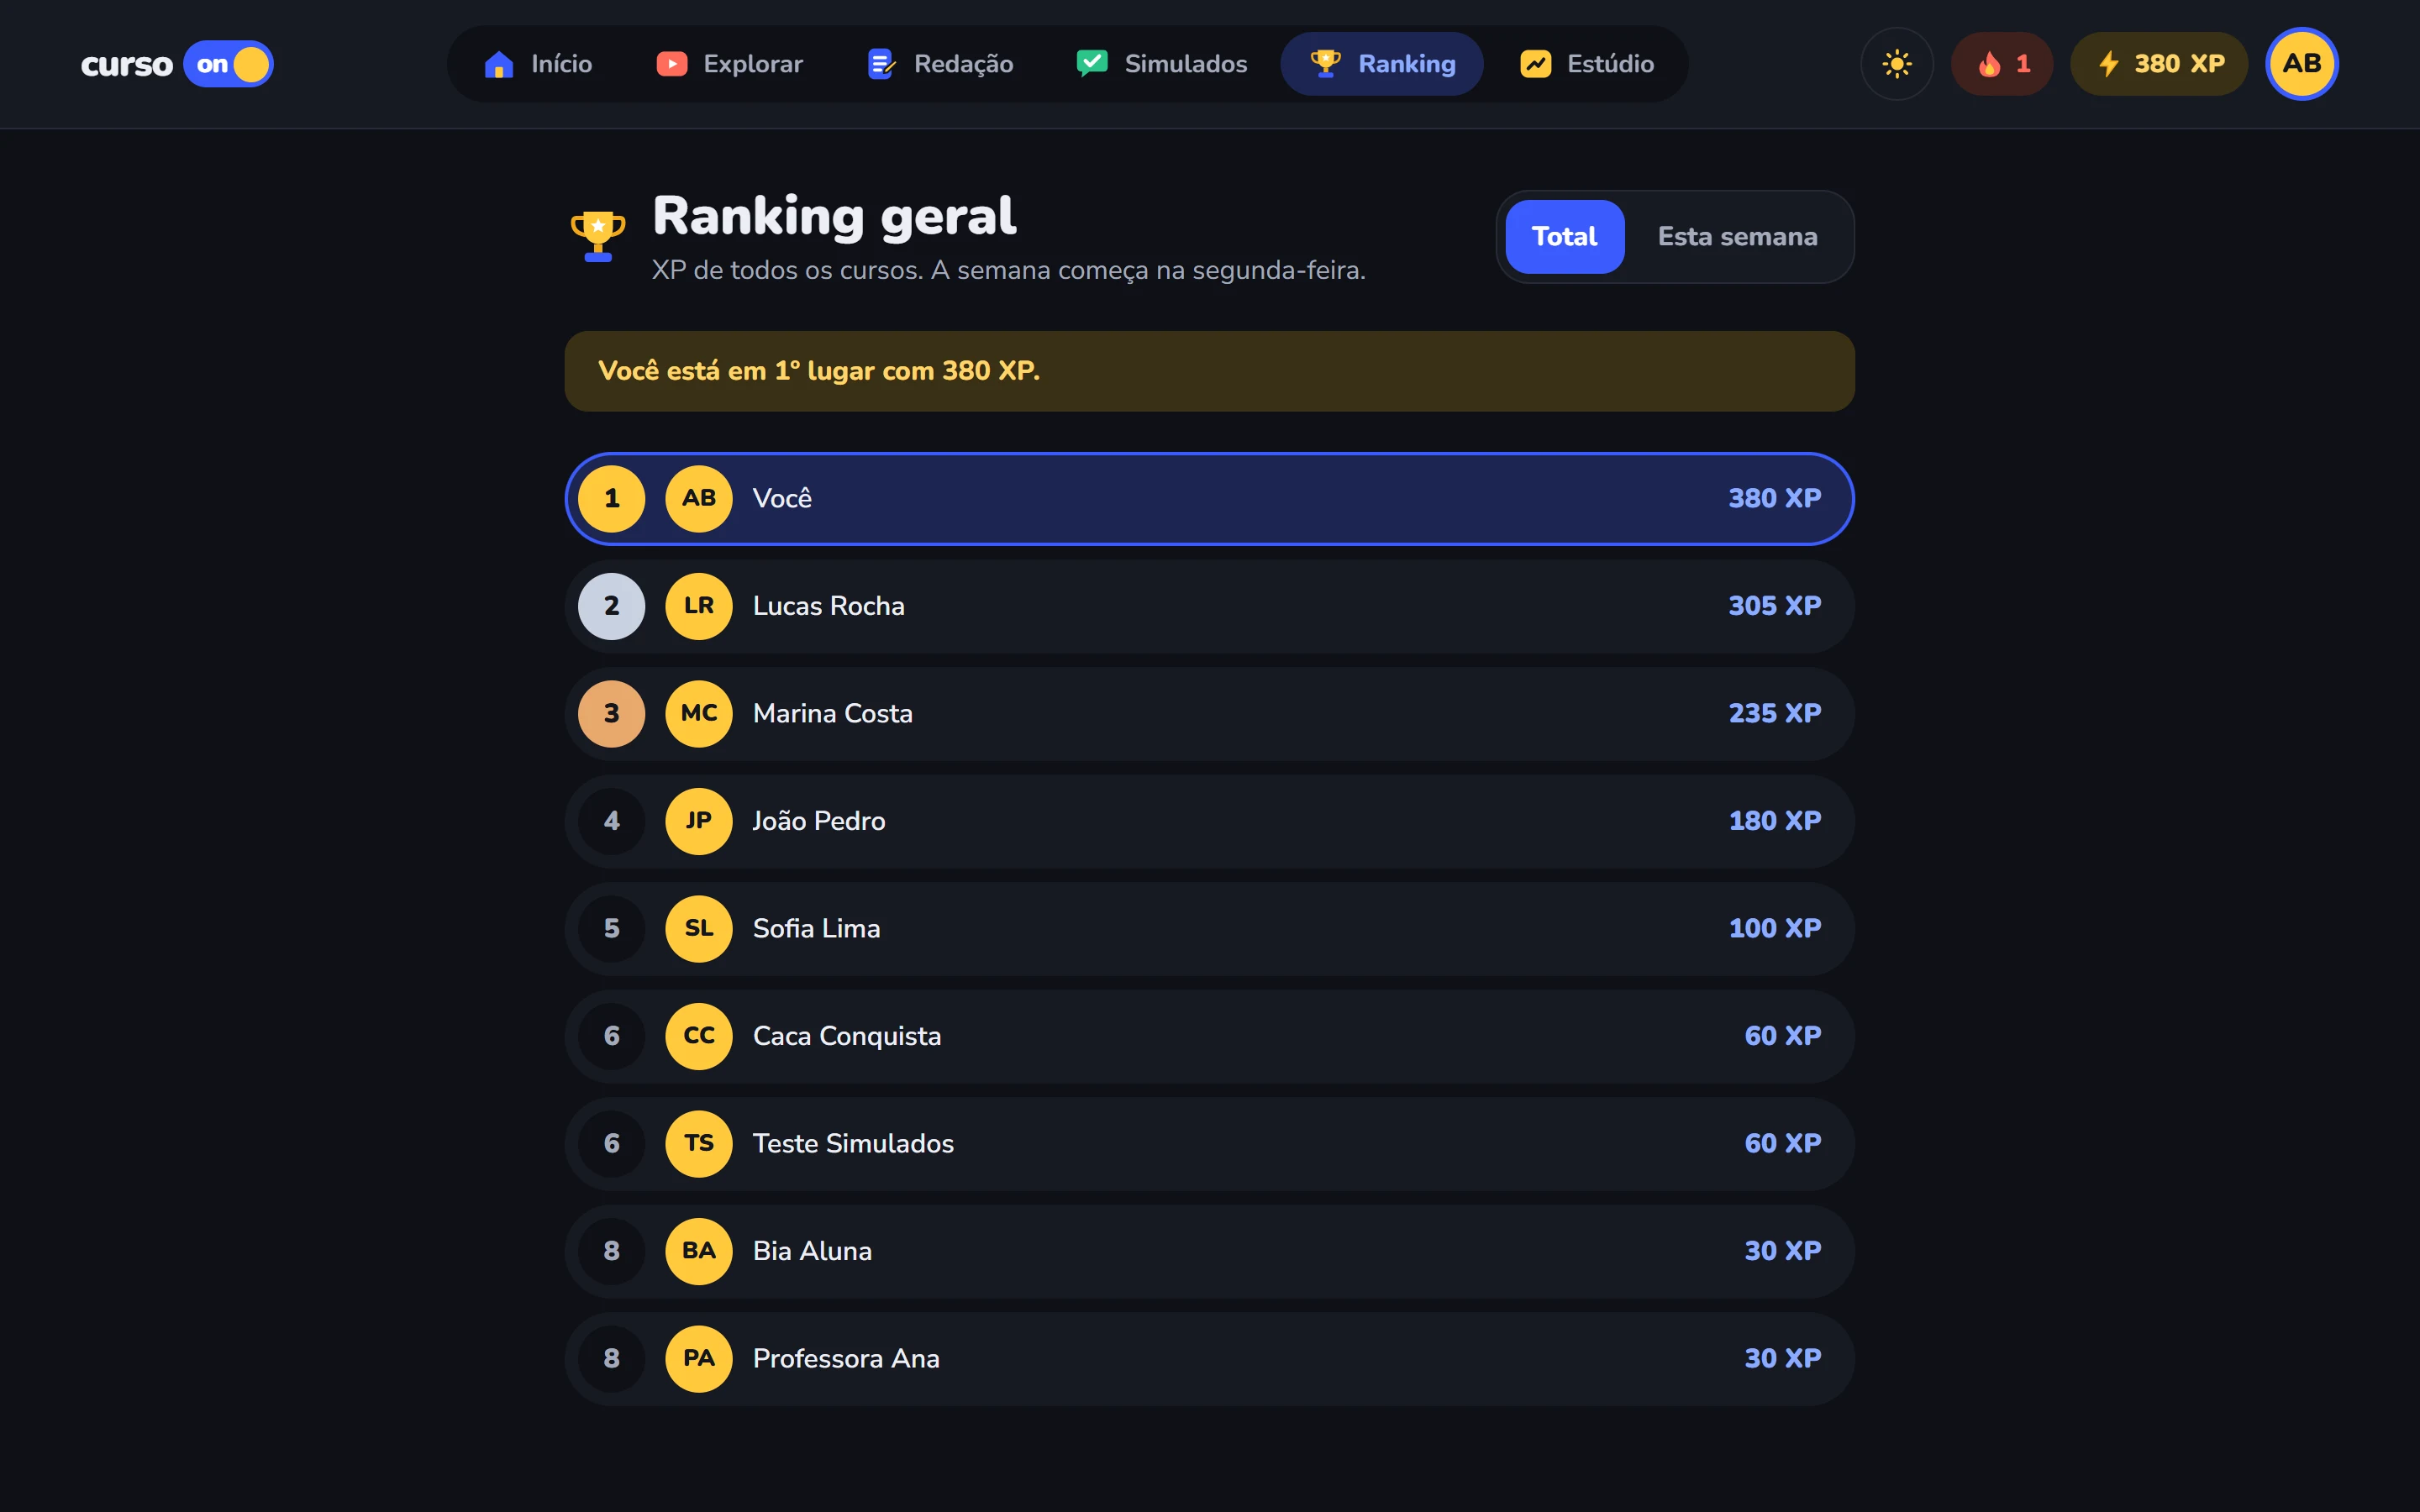 curso on
Início
Explorar
Redação
Simulados
Ranking
Estúdio
1
380 XP
AB
Ranking geral
XP de todos os cursos. A semana começa na segunda-feira.
Total
Esta semana
Você está em 1º lugar com 380 XP.
1 AB Você 380 XP
2 LR Lucas Rocha 305 XP
3 MC Marina Costa 235 XP
4 JP João Pedro 180 XP
5 SL Sofia Lima 100 XP
6 CC Caca Conquista 60 XP
6 TS Teste Simulados 60 XP
8 BA Bia Aluna 30 XP
8 PA Professora Ana 30 XP